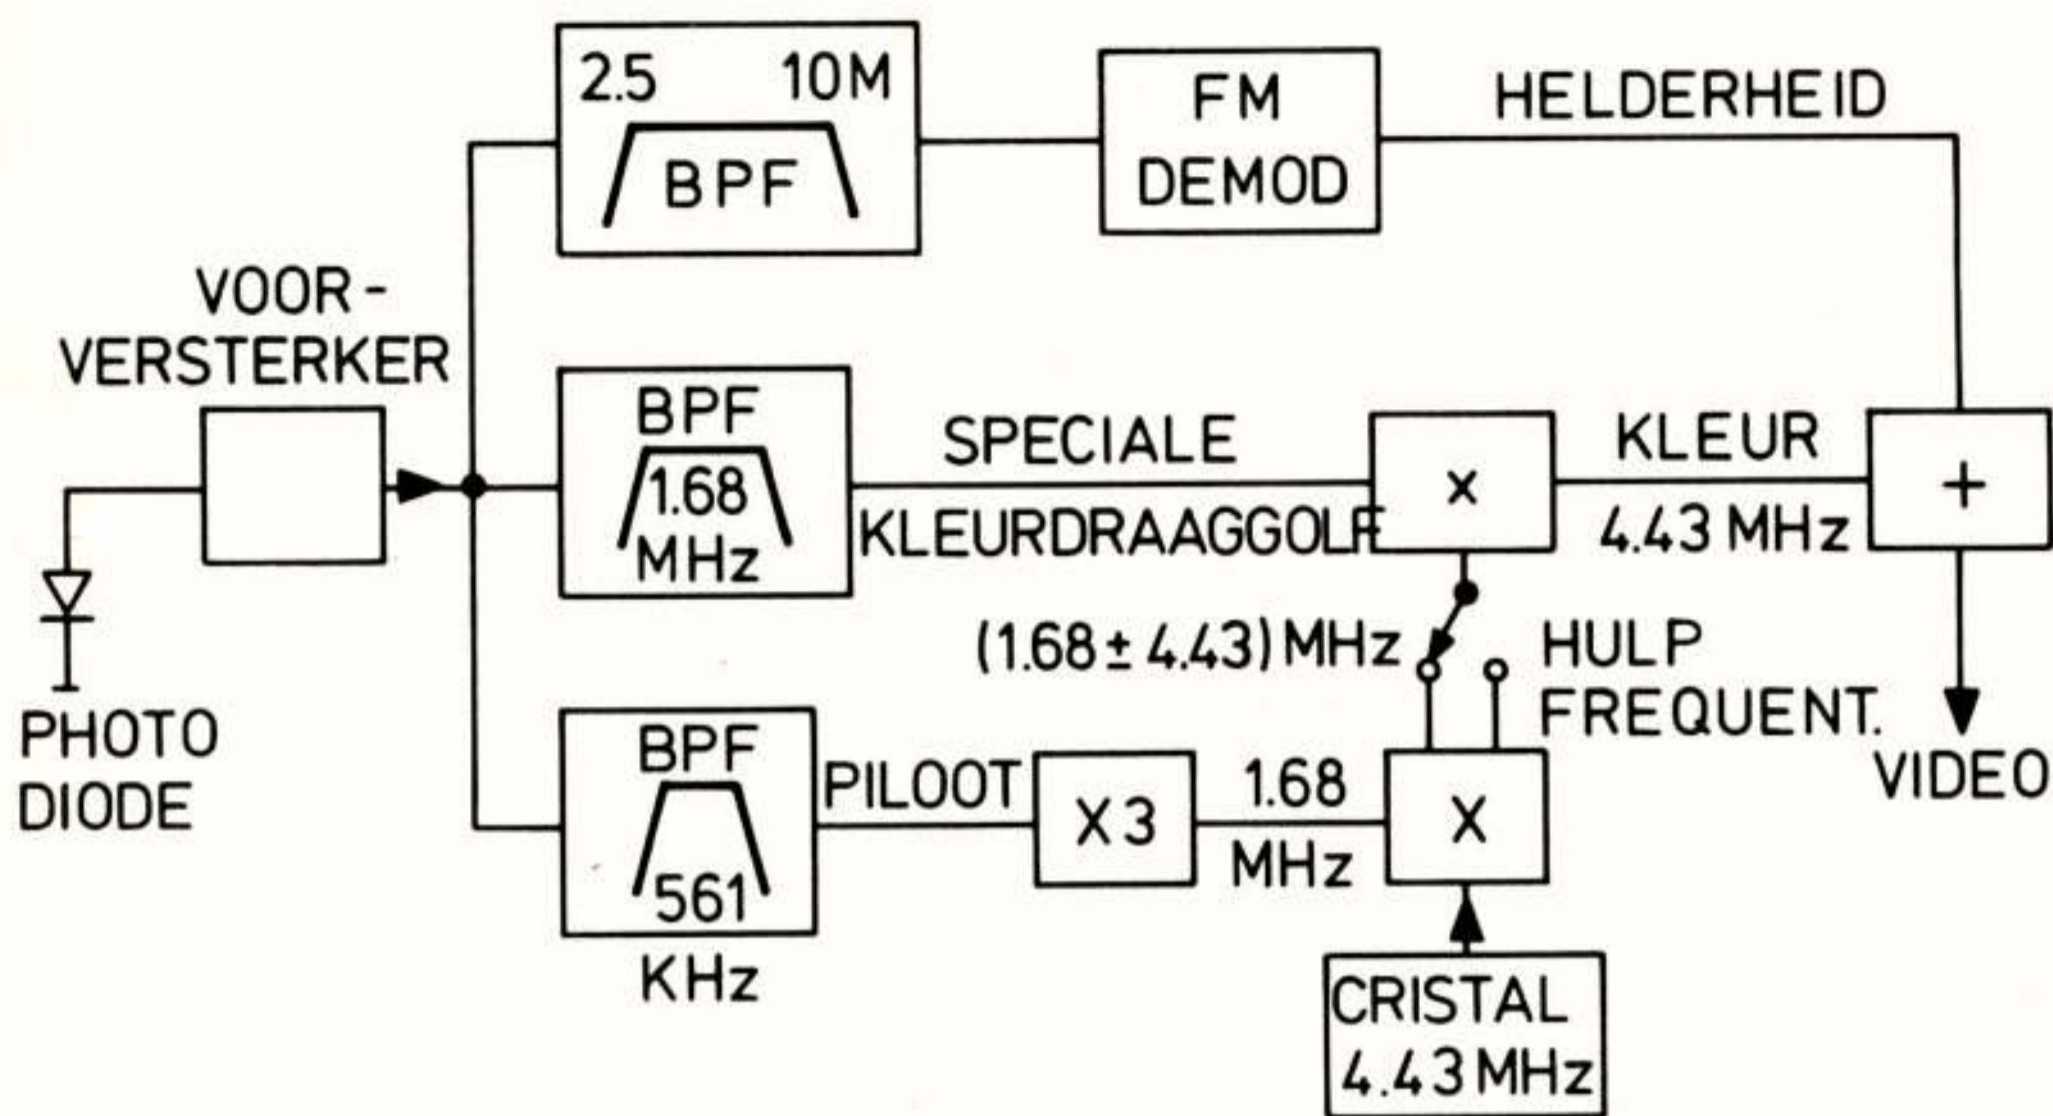 2.5 10M
BPF
FM
DEMOD
HELDERHEID
VOOR-
VERSTERKER
BPF
1.68
MHz
SPECIALE
KLEURDRAAGGOLF
x
KLEUR
4.43 MHz
+
(1.68 ± 4.43) MHz
HULP
FREQUENT.
VIDEO
PHOTO
DIODE
BPF
561
KHz
PILOOT
X3
1.68
MHz
X
CRISTAL
4.43 MHz